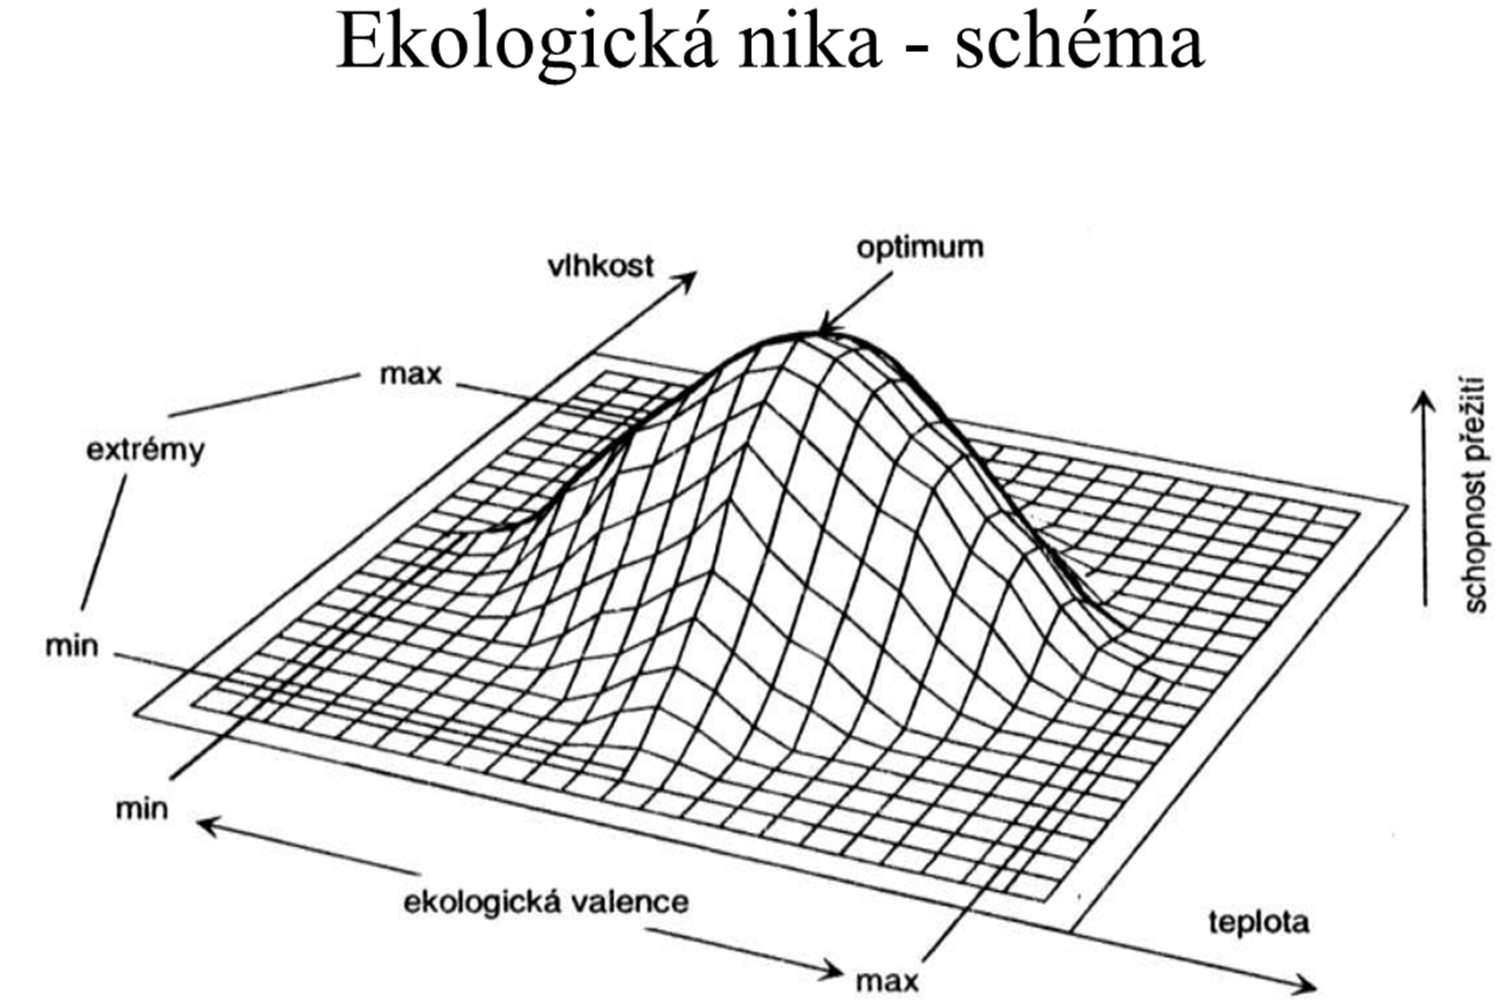 Ekologická nika - schéma
optimum
vlhkost
max
extrémy
min
schopnost přežití
min
ekologická valence
max
teplota